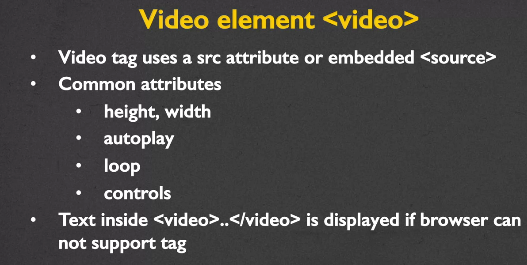 Video element <video>
• Video tag uses a src attribute or embedded <source>
• Common attributes
• height, width
• autoplay
• loop
• controls
• Text inside <video>..</video> is displayed if browser can
not support tag